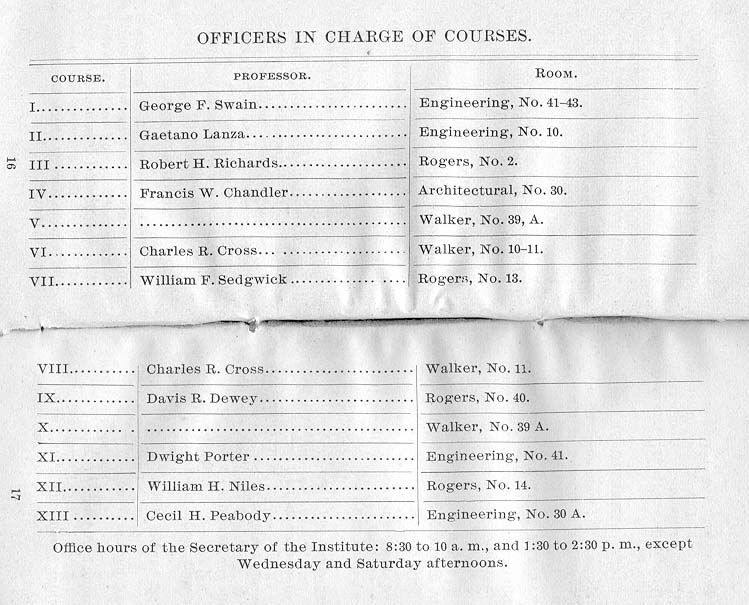 OFFICERS IN CHARGE OF COURSES.
COURSE. PROFESSOR. ROOM.
I.............. George F. Swain....................... Engineering, No. 41–43.
II............. Gaetano Lanza......................... Engineering, No. 10.
16
III ........... Robert H. Richards.................... Rogers, No. 2.
IV............. Francis W. Chandler................... Architectural, No. 30.
V.............. ...................................... Walker, No. 39, A.
VI............. Charles R. Cross... .................. Walker, No. 10–11.
VII............ William F. Sedgwick .................. Rogers, No. 13.
VIII........... Charles R. Cross...................... Walker, No. 11.
IX............. Davis R. Dewey........................ Rogers, No. 40.
X.......... . ...................................... Walker, No. 39 A.
XI............. Dwight Porter ........................ Engineering, No. 41.
17
XII............ William H. Niles...................... Rogers, No. 14.
XIII .......... Cecil H. Peabody...................... Engineering, No. 30 A.
Office hours of the Secretary of the Institute: 8:30 to 10 a. m., and 1:30 to 2:30 p. m., except
Wednesday and Saturday afternoons.